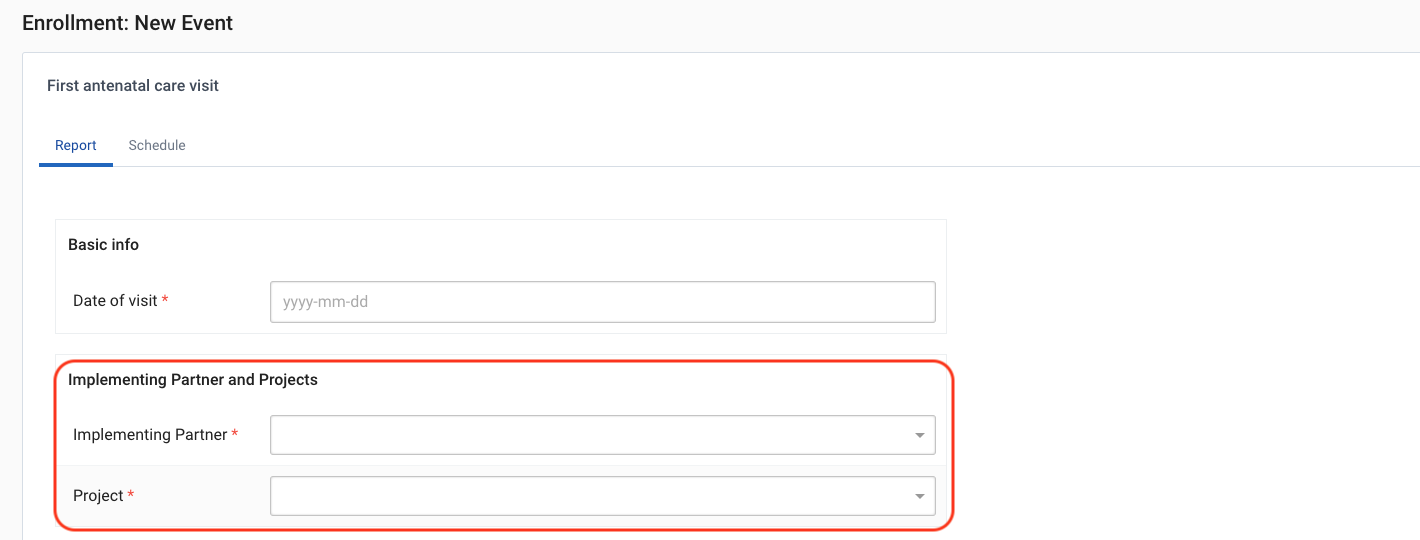 Enrollment: New Event
First antenatal care visit
Report Schedule
Basic info
Date of visit * yyyy-mm-dd
Implementing Partner and Projects
Implementing Partner *
Project *